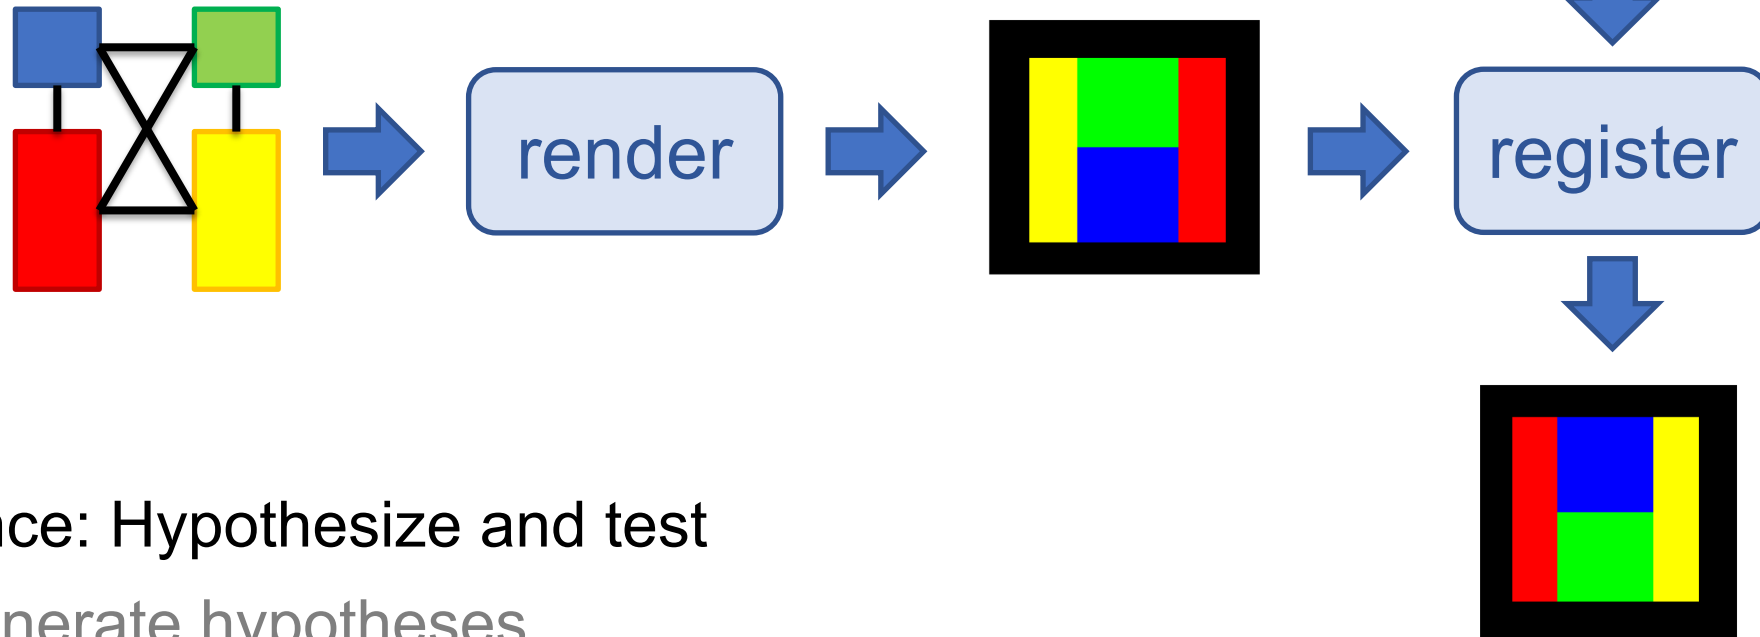 render
register
nce: Hypothesize and test
nerate hypotheses